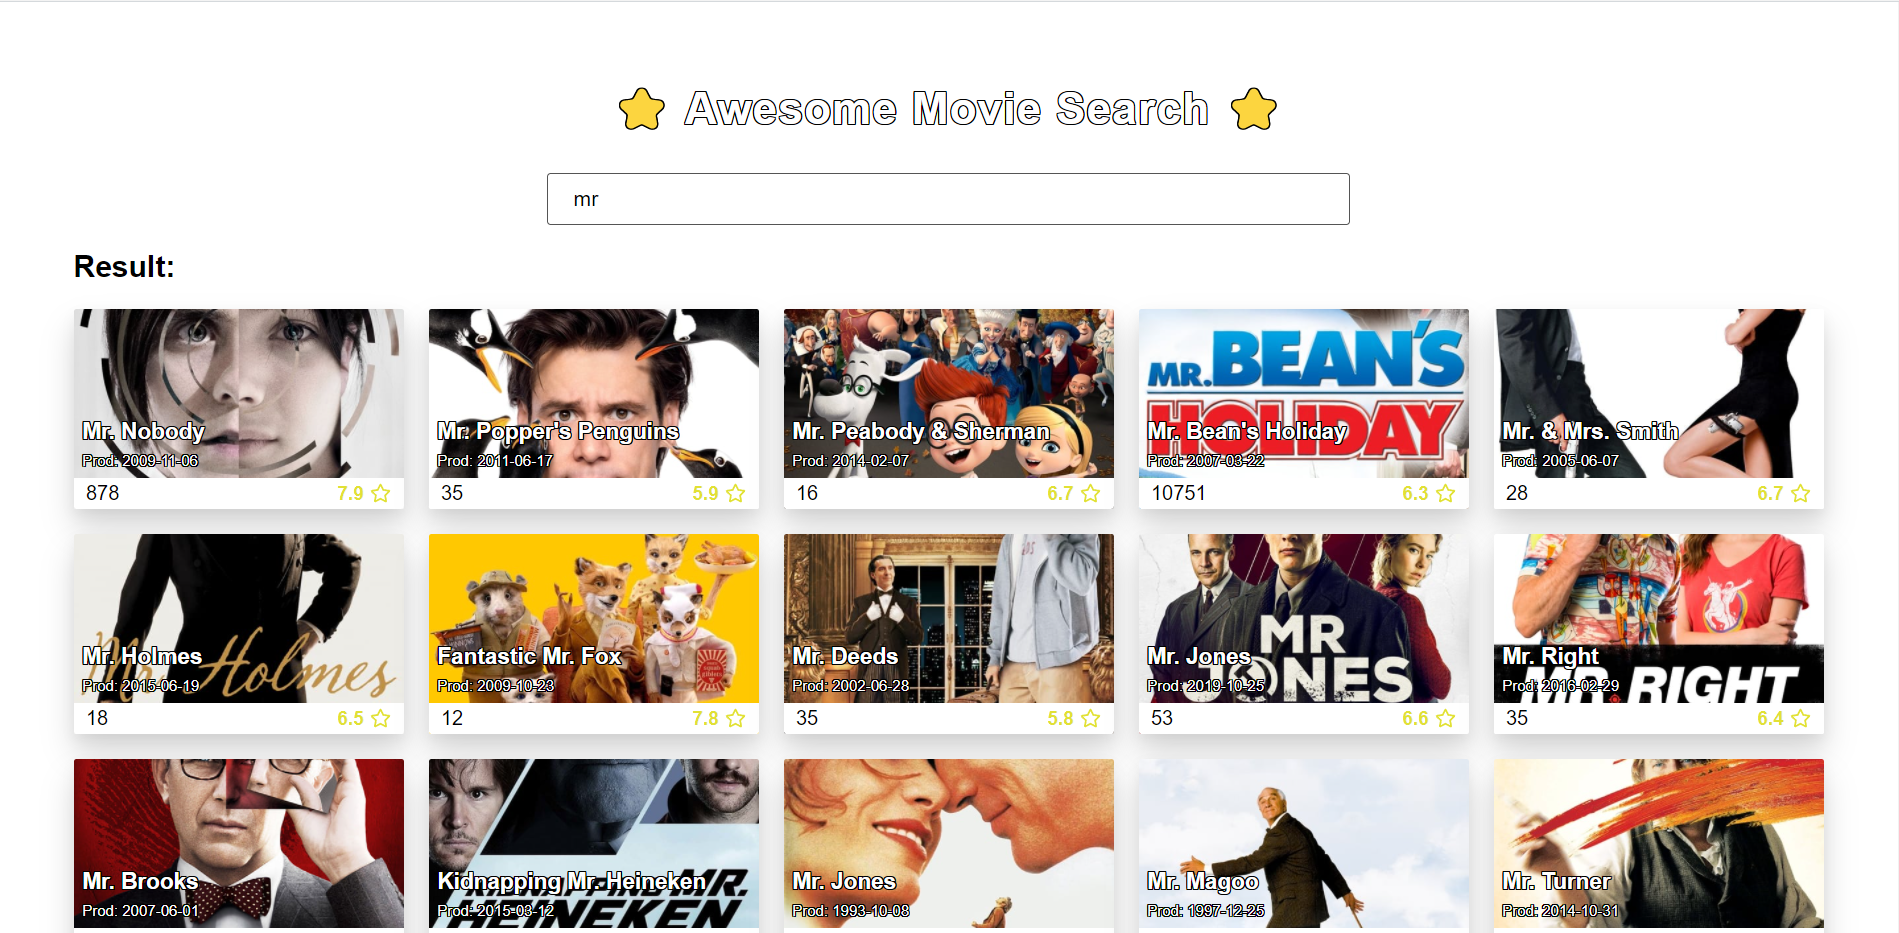 Awesome Movie Search
mr
Result:
MR. BEAN'S
HOLIDAY
Mr. Nobody
Prod: 2009-11-06
878
7.9
Mr. Popper's Penguins
Prod: 2011-06-17
35
5.9
Mr. Peabody & Sherman
Prod: 2014-02-07
16
6.7
Mr. Bean's Holiday
Prod: 2007-03-22
10751
6.3
Mr. & Mrs. Smith
Prod: 2005-06-07
28
6.7
Mr. Holmes
Mr. Holmes
Prod: 2015-06-19
18
6.5
Fantastic Mr. Fox
Prod: 2009-10-23
12
7.8
Mr. Deeds
Prod: 2002-06-28
35
5.8
MR
JONES
Mr. Jones
Prod: 2019-10-25
53
6.6
Mr. Right
MR. RIGHT
Prod: 2016-02-29
35
6.4
Mr. Brooks
Prod: 2007-06-01
Kidnapping Mr. Heineken
KIDNAPPING MR.
HEINEKEN
Prod: 2015-03-12
Mr. Jones
Prod: 1993-10-08
Mr. Magoo
Prod: 1997-12-25
Mr. Turner
Prod: 2014-10-31